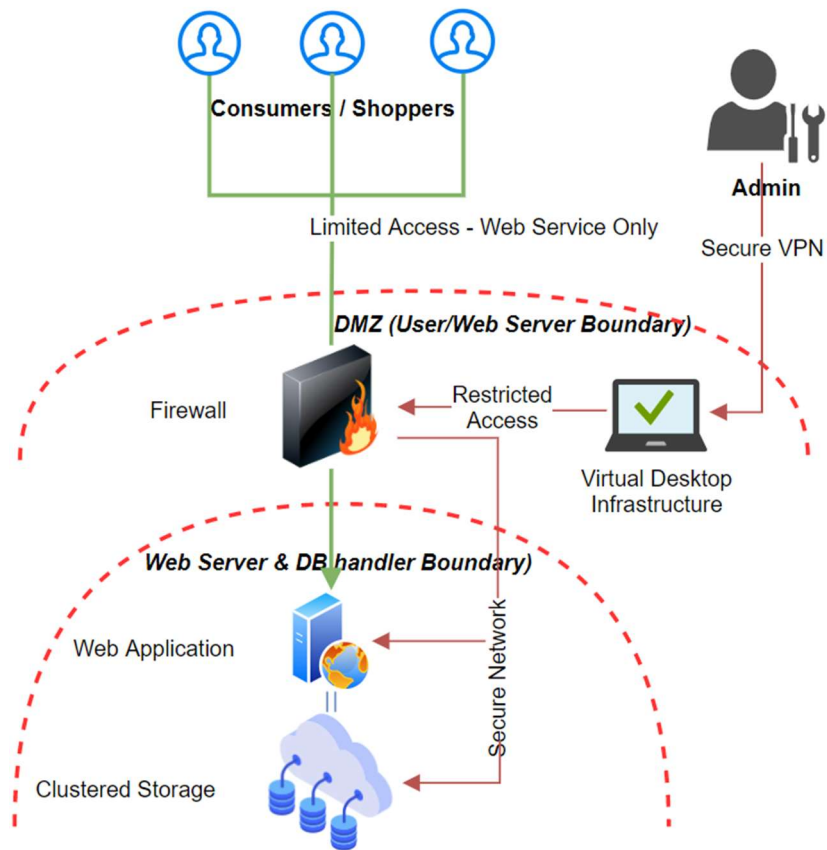 Consumers / Shoppers
Admin
Limited Access - Web Service Only
Secure VPN
DMZ (User/Web Server Boundary)
Firewall
Restricted
Access
Virtual Desktop
Infrastructure
Web Server & DB handler Boundary)
Web Application
Secure Network
Clustered Storage